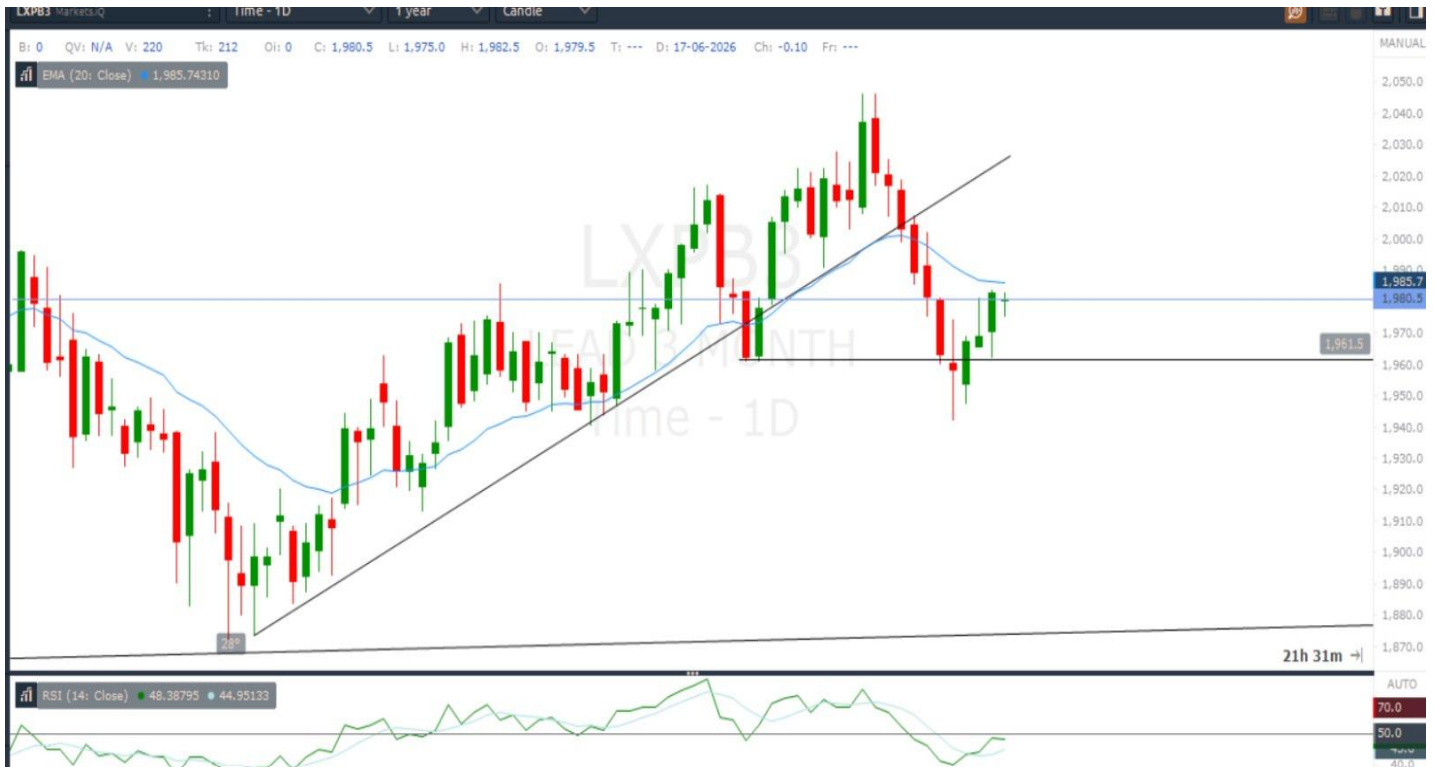 LXPB3 Markets.iQ : Time - 1D 1 year Candle
B: 0 QV: N/A V: 220 Tk: 212 Oi: 0 C: 1,980.5 L: 1,975.0 H: 1,982.5 O: 1,979.5 T: --- D: 17-06-2026 Ch: -0.10 Fr: ---
MANUAL
EMA (20: Close) 1,985.74310
2,050.0
2,040.0
2,030.0
2,020.0
2,010.0
2,000.0
1,990.0
1,985.7
1,980.5
1,970.0
1,961.5
1,960.0
1,950.0
1,940.0
1,930.0
1,920.0
1,910.0
1,900.0
1,890.0
1,880.0
1,870.0
LXPB3
LEAD 3 MONTH
Time - 1D
28°
21h 31m
RSI (14: Close) 48.38795 44.95133
AUTO
70.0
50.0
40.0